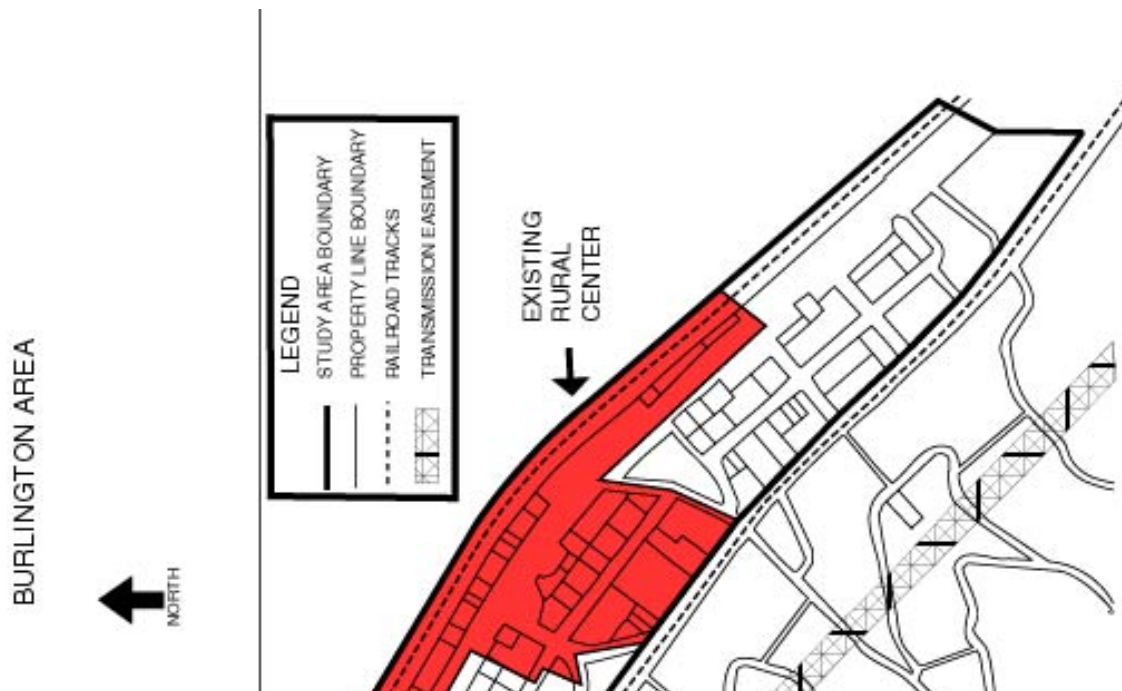 BURLINGTON AREA
NORTH
LEGEND
STUDY AREA BOUNDARY
PROPERTY LINE BOUNDARY
RAILROAD TRACKS
TRANSMISSION EASEMENT
EXISTING
RURAL
CENTER